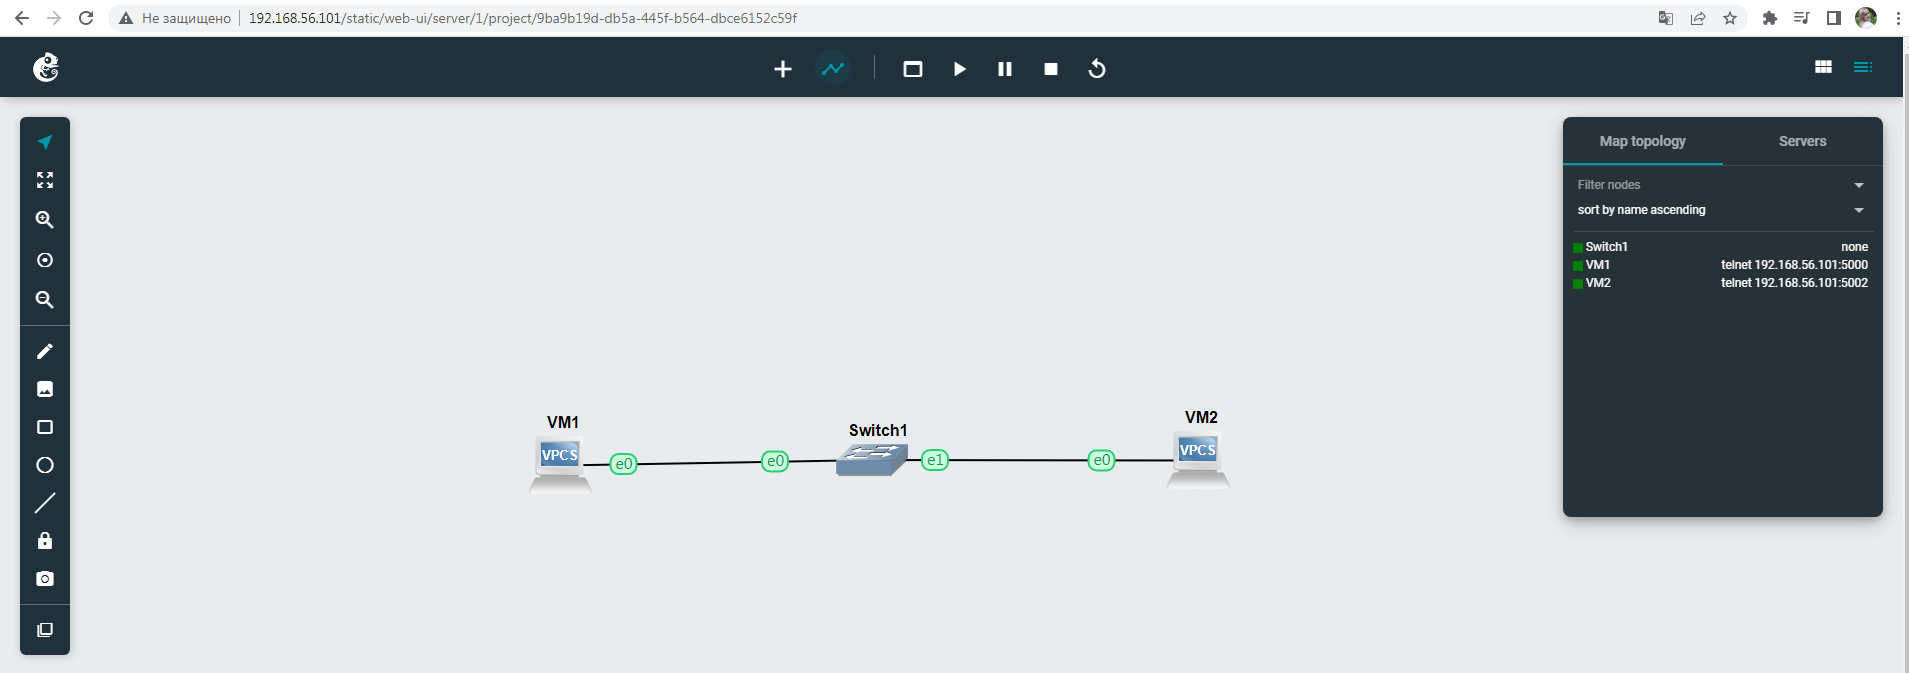 Не защищено 192.168.56.101/static/web-ui/server/1/project/9ba9b19d-db5a-445f-b564-dbce6152c59f
Map topology Servers
Filter nodes
sort by name ascending
Switch1 none
VM1 telnet 192.168.56.101:5000
VM2 telnet 192.168.56.101:5002
VM1 Switch1 VM2
VPCS e0 e0 e1 e0 VPCS